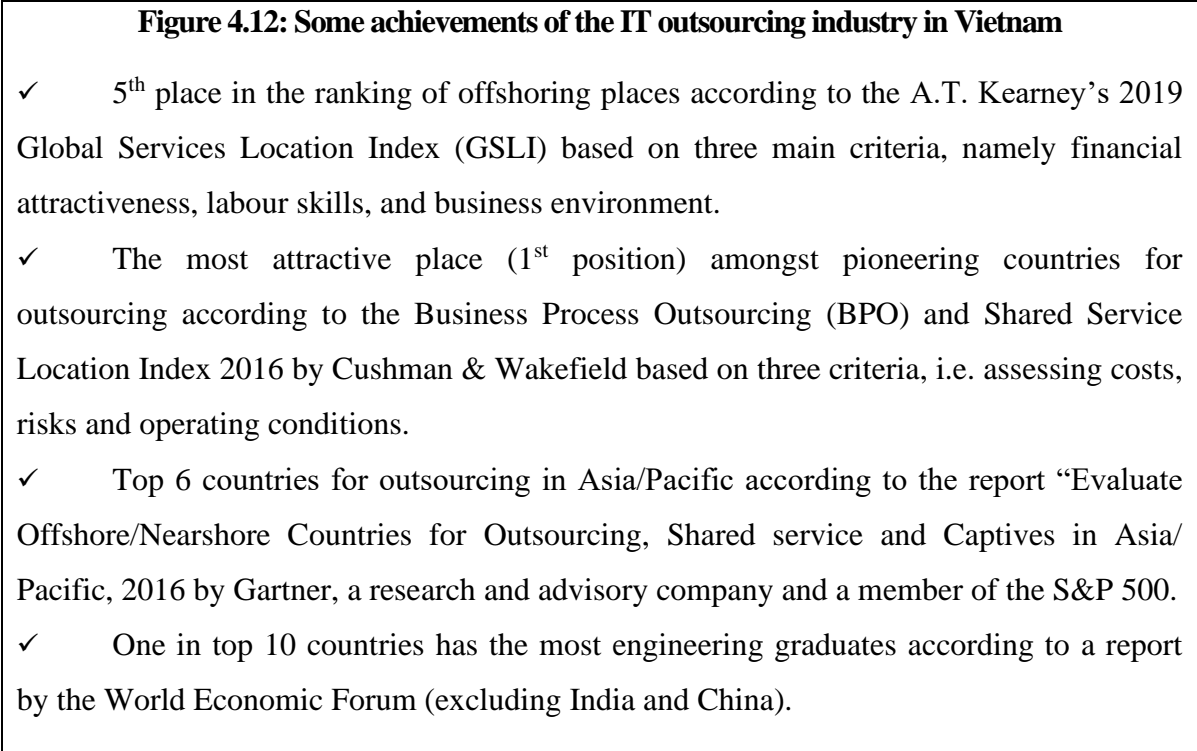 Figure 4.12: Some achievements of the IT outsourcing industry in Vietnam
✓ 5th place in the ranking of offshoring places according to the A.T. Kearney’s 2019
Global Services Location Index (GSLI) based on three main criteria, namely financial
attractiveness, labour skills, and business environment.
✓ The most attractive place (1st position) amongst pioneering countries for
outsourcing according to the Business Process Outsourcing (BPO) and Shared Service
Location Index 2016 by Cushman & Wakefield based on three criteria, i.e. assessing costs,
risks and operating conditions.
✓ Top 6 countries for outsourcing in Asia/Pacific according to the report “Evaluate
Offshore/Nearshore Countries for Outsourcing, Shared service and Captives in Asia/
Pacific, 2016 by Gartner, a research and advisory company and a member of the S&P 500.
✓ One in top 10 countries has the most engineering graduates according to a report
by the World Economic Forum (excluding India and China).